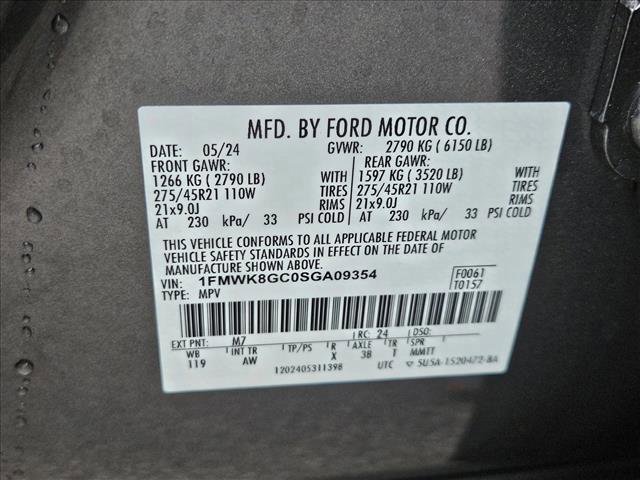 MFD. BY FORD MOTOR CO.
DATE: 05/24 GVWR: 2790 KG ( 6150 LB)
FRONT GAWR: REAR GAWR:
1266 KG ( 2790 LB) WITH 1597 KG ( 3520 LB) WITH
275/45R21 110W TIRES 275/45R21 110W TIRES
21x9.0J RIMS 21x9.0J RIMS
AT 230 kPa/ 33 PSI COLD AT 230 kPa/ 33 PSI COLD
THIS VEHICLE CONFORMS TO ALL APPLICABLE FEDERAL MOTOR
VEHICLE SAFETY STANDARDS IN EFFECT ON THE DATE OF
MANUFACTURE SHOWN ABOVE.
VIN: 1FMWK8GC0SGA09354 F0061
TYPE: MPV T0157
EXT PNT: M7 RC: 24 DSO:
WB INT TR TP/PS R AXLE TR SPR
119 AW X 3B T MMTT
1202405311398 UTC SU5A-1520472-BA